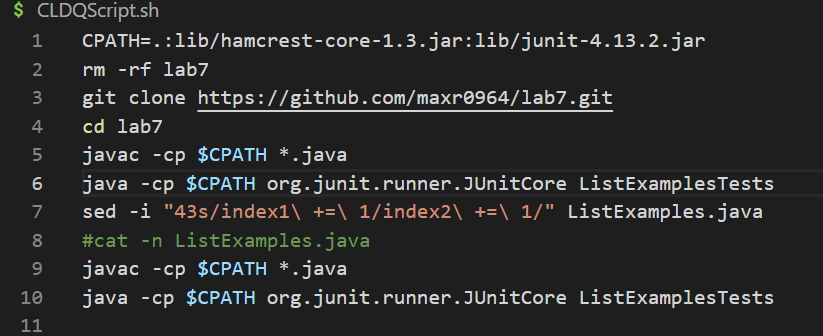 $ CLDQScript.sh
1 CPATH=.:lib/hamcrest-core-1.3.jar:lib/junit-4.13.2.jar
2 rm -rf lab7
3 git clone https://github.com/maxr0964/lab7.git
4 cd lab7
5 javac -cp $CPATH *.java
6 java -cp $CPATH org.junit.runner.JUnitCore ListExamplesTests
7 sed -i "43s/index1\ +=\ 1/index2\ +=\ 1/" ListExamples.java
8 #cat -n ListExamples.java
9 javac -cp $CPATH *.java
10 java -cp $CPATH org.junit.runner.JUnitCore ListExamplesTests
11